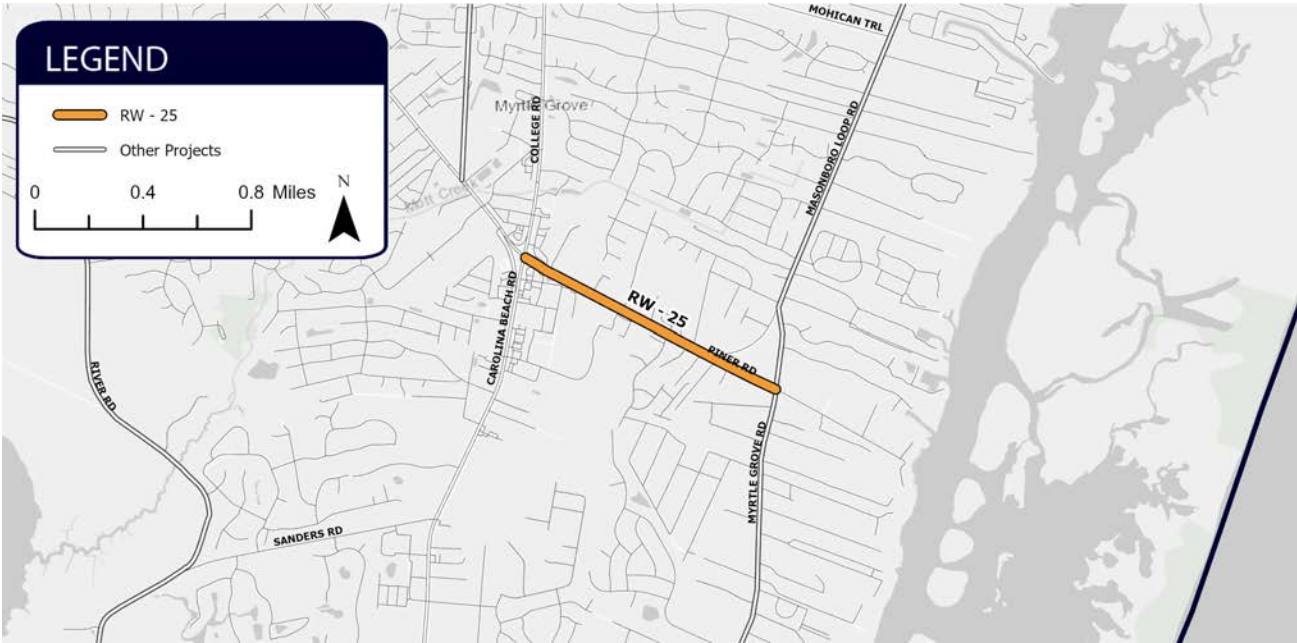 LEGEND
RW - 25
Other Projects
0 0.4 0.8 Miles
N
MOHICAN TRL
Myrtle Grove
COLLEGE RD
MASONBORO LOOP RD
Mott Creek
CAROLINA BEACH RD
RW - 25
PINER RD
RIVER RD
MYRTLE GROVE RD
SANDERS RD